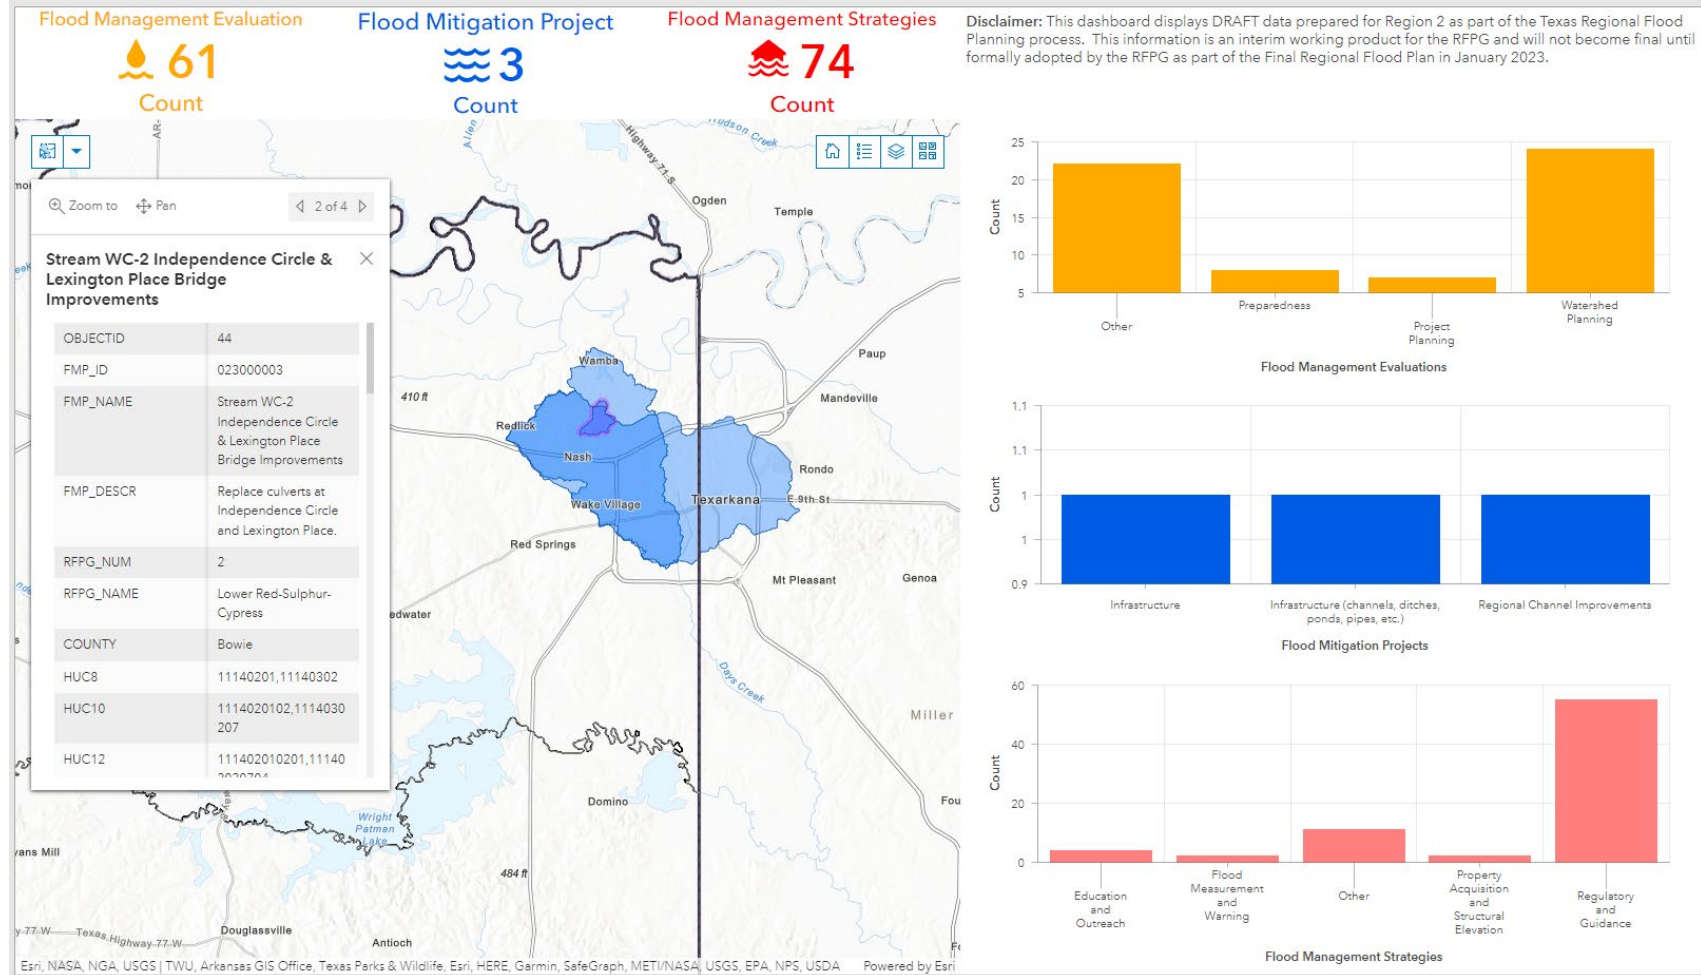 Flood Management Evaluation
61
Count
Flood Mitigation Project
3
Count
Flood Management Strategies
74
Count
Disclaimer: This dashboard displays DRAFT data prepared for Region 2 as part of the Texas Regional Flood
Planning process. This information is an interim working product for the RFPG and will not become final until
formally adopted by the RFPG as part of the Final Regional Flood Plan in January 2023.
Zoom to
Pan
2 of 4
Stream WC-2 Independence Circle &
Lexington Place Bridge
Improvements
OBJECTID
44
FMP_ID
023000003
FMP_NAME
Stream WC-2
Independence Circle
& Lexington Place
Bridge Improvements
FMP_DESCR
Replace culverts at
Independence Circle
and Lexington Place.
RFPG_NUM
2
RFPG_NAME
Lower Red-Sulphur-
Cypress
COUNTY
Bowie
HUC8
11140201,11140302
HUC10
1114020102,1114030
207
HUC12
111402010201,11140
AR-
Allen
Highway 71 S
Hudson Creek
Ogden
Temple
Wamba
Paup
410 ft
Mandeville
Redlick
Nash
Rondo
Wake Village
Texarkana
E 9th St
Red Springs
Mt Pleasant
Genoa
edwater
Days Creek
Miller
Domino
Fou
Wright
Patman
Lake
vans Mill
484 ft
Douglassville
y 77 W
Texas Highway 77 W
Antioch
Esri, NASA, NGA, USGS | TWU, Arkansas GIS Office, Texas Parks & Wildlife, Esri, HERE, Garmin, SafeGraph, METI/NASA, USGS, EPA, NPS, USDA
Powered by Esri
25
20
15
10
5
Count
Other
Preparedness
Project
Planning
Watershed
Planning
Flood Management Evaluations
1.1
1.1
1
1
0.9
Count
Infrastructure
Infrastructure (channels, ditches,
ponds, pipes, etc.)
Regional Channel Improvements
Flood Mitigation Projects
60
40
20
0
Count
Education
and
Outreach
Flood
Measurement
and
Warning
Other
Property
Acquisition
and
Structural
Elevation
Regulatory
and
Guidance
Flood Management Strategies